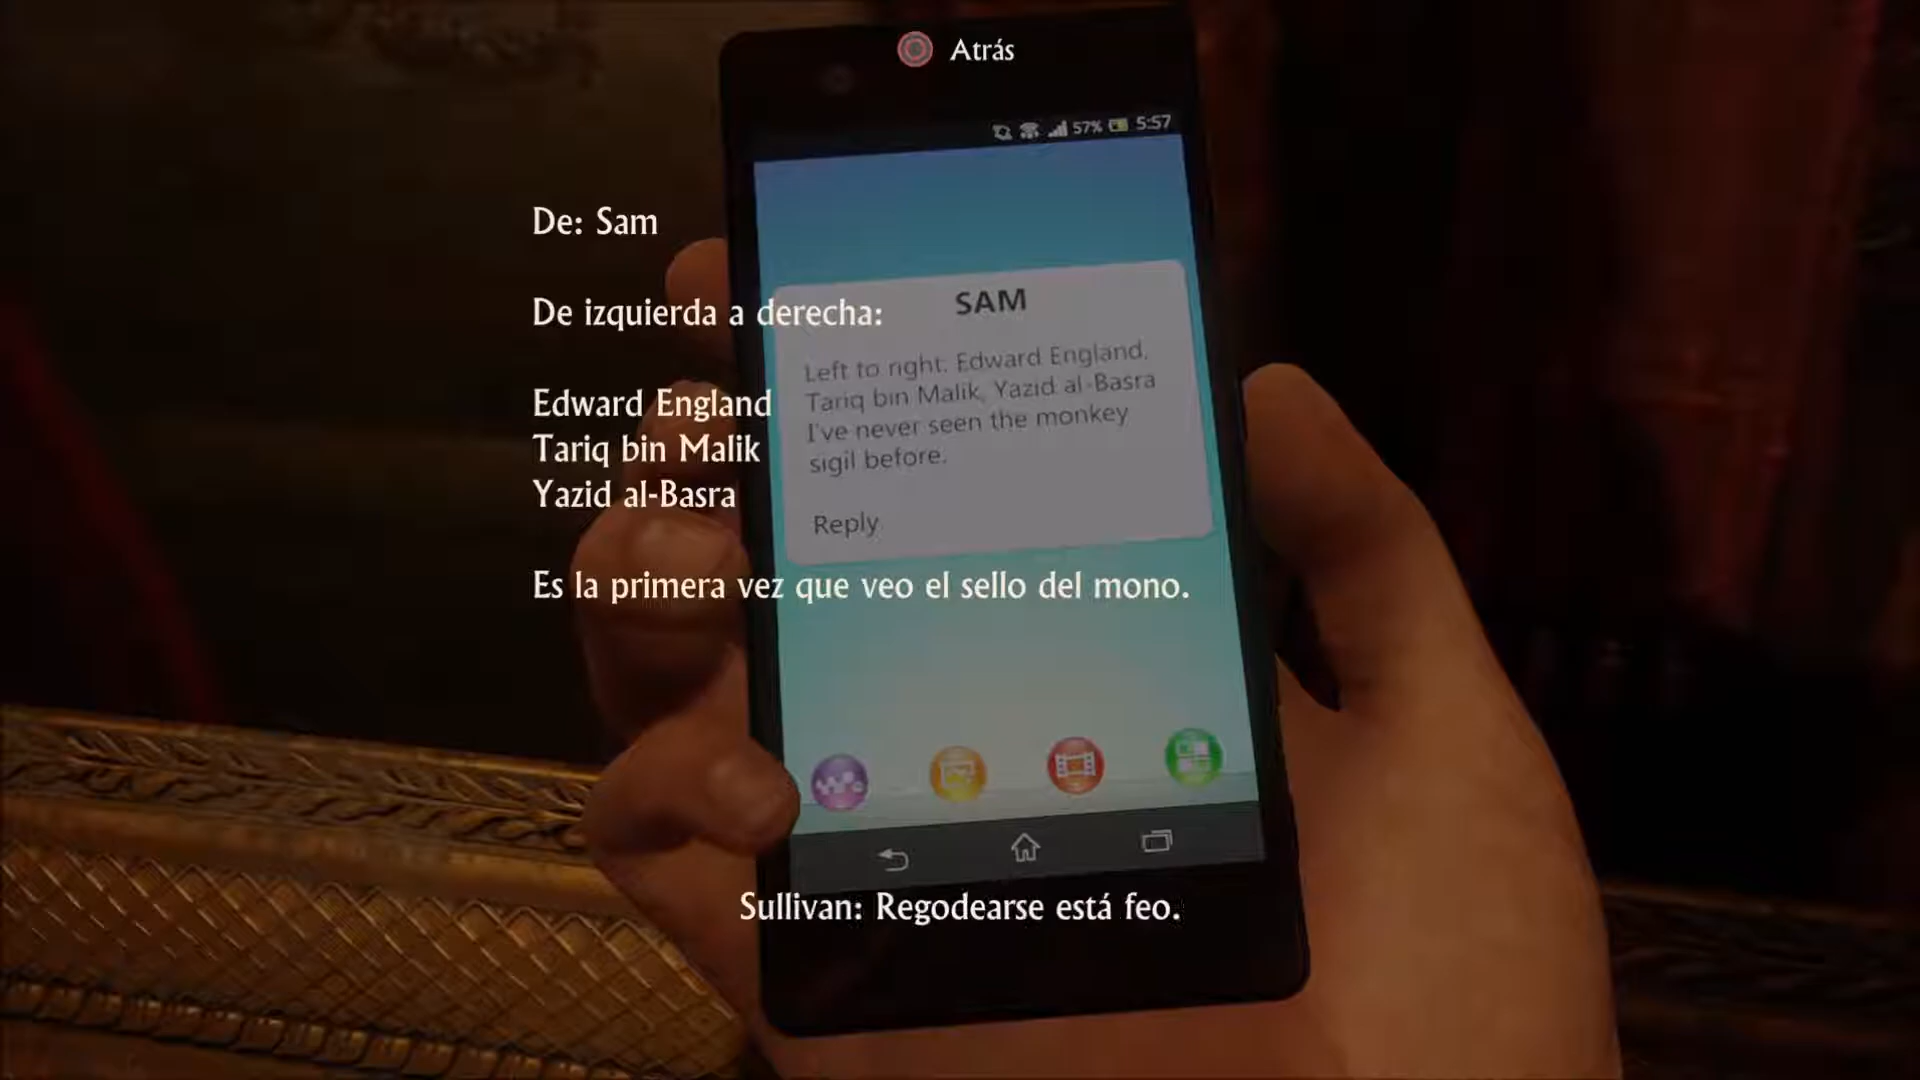 Atrás
57% 5:57
De: Sam
De izquierda a derecha:
SAM
Left to right: Edward England,
Tariq bin Malik, Yazid al-Basra
I've never seen the monkey
sigil before.
Reply
Edward England
Tariq bin Malik
Yazid al-Basra
Es la primera vez que veo el sello del mono.
Sullivan: Regodearse está feo.